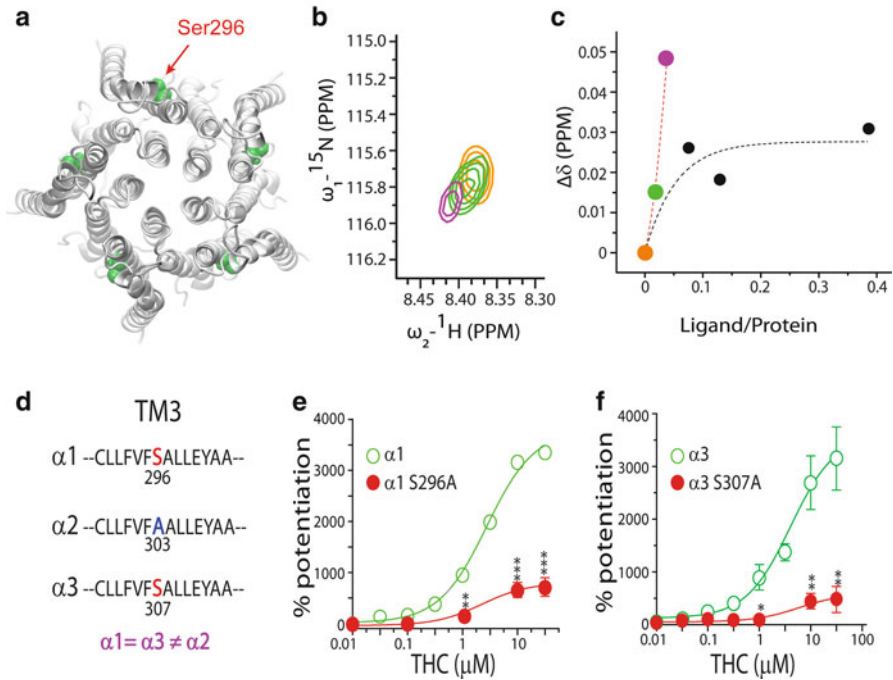 a
Ser296
b
115.0
115.4
115.6
115.8
116.0
116.2
ω1-15N (PPM)
8.45
8.40
8.35
8.30
ω2-1H (PPM)
c
0.05
0.04
0.03
0.02
0.01
0
Δδ (PPM)
0
0.1
0.2
0.3
0.4
Ligand/Protein
d
TM3
α1 --CLLFVFSALLEYAA--
296
α2 --CLLFVFAALLEYAA--
303
α3 --CLLFVFSALLEYAA--
307
α1= α3 ≠ α2
e
4000
3000
2000
1000
0
% potentiation
α1
α1 S296A
**
***
***
0.01
0.1
1
10
THC (μM)
f
4000
3000
2000
1000
0
% potentiation
α3
α3 S307A
*
**
**
0.01
0.1
1
10
100
THC (μM)